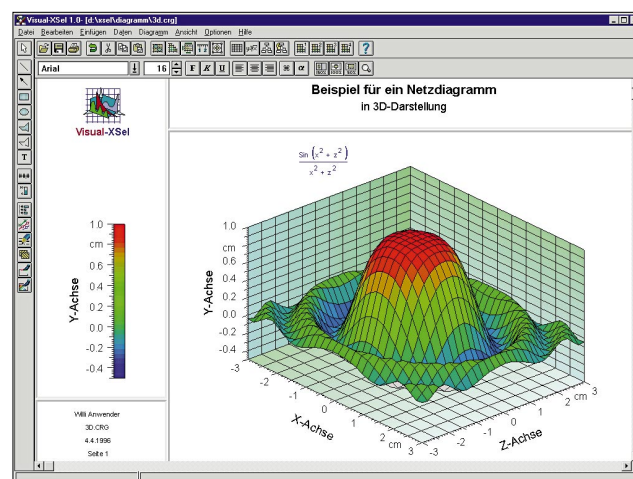 Visual-XSel 1.0- [d:\xsel\diagramm\3d.crg]
Datei Bearbeiten Einfügen Daten Diagramm Ansicht Optionen Hilfe
Arial 16 F K U
Visual-XSel
Beispiel für ein Netzdiagramm
in 3D-Darstellung
Sin (x² + z²)
x² + z²
1.0
cm
0.6
0.4
0.2
0.0
-0.2
-0.4
Y-Achse
1.0
cm
0.6
0.4
0.2
0.0
-0.2
-0.4
Y-Achse
-3
-2
-1
0
1
2
cm 3
X-Achse
-3
-2
-1
0
1
2
cm 3
Z-Achse
Willi Anwender
3D.CRG
4.4.1996
Seite 1